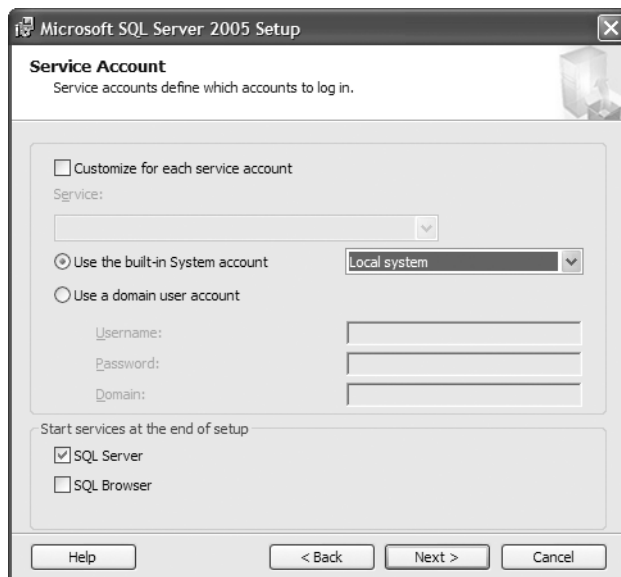 Microsoft SQL Server 2005 Setup
Service Account
Service accounts define which accounts to log in.
Customize for each service account
Service:
Use the built-in System account Local system
Use a domain user account
Username:
Password:
Domain:
Start services at the end of setup
SQL Server
SQL Browser
Help < Back Next > Cancel